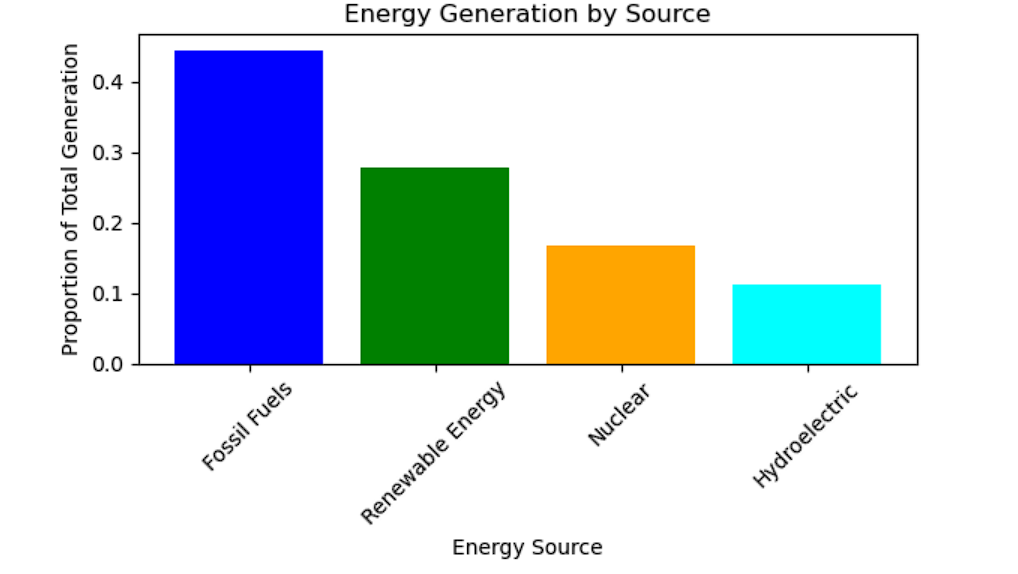 Energy Generation by Source
Proportion of Total Generation
0.4
0.3
0.2
0.1
0.0
Fossil Fuels
Renewable Energy
Nuclear
Hydroelectric
Energy Source